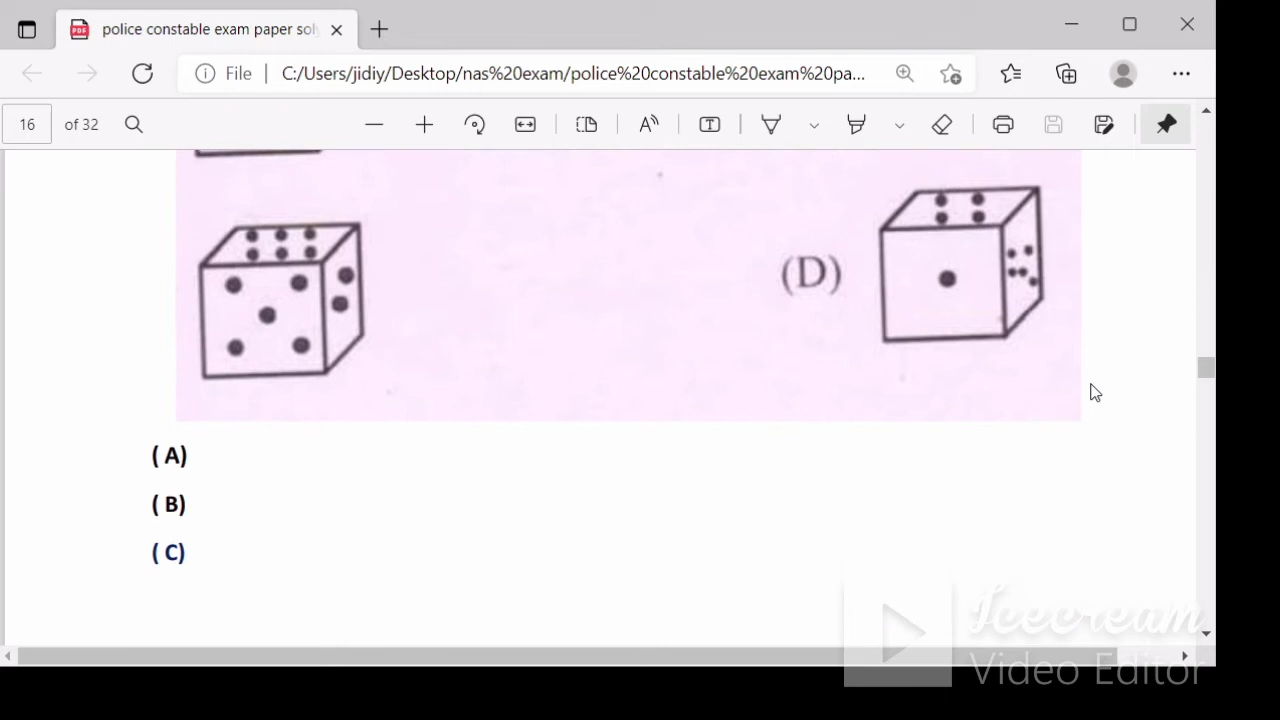 police constable exam paper sol
File
C:/Users/jidiy/Desktop/nas%20exam/police%20constable%20exam%20pa...
16 of 32
(D)
( A)
( B)
( C)
Icecream
Video Editor